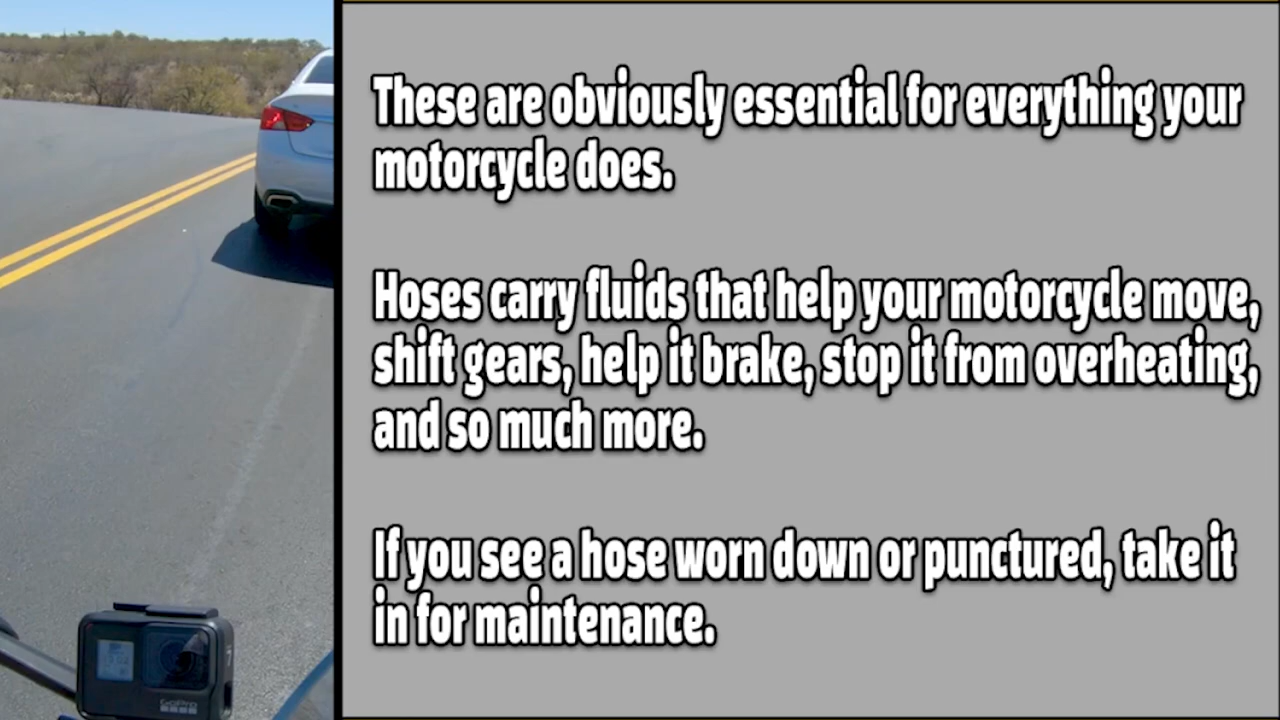 These are obviously essential for everything your
motorcycle does.
Hoses carry fluids that help your motorcycle move,
shift gears, help it brake, stop it from overheating,
and so much more.
If you see a hose worn down or punctured, take it
in for maintenance.
GoPro